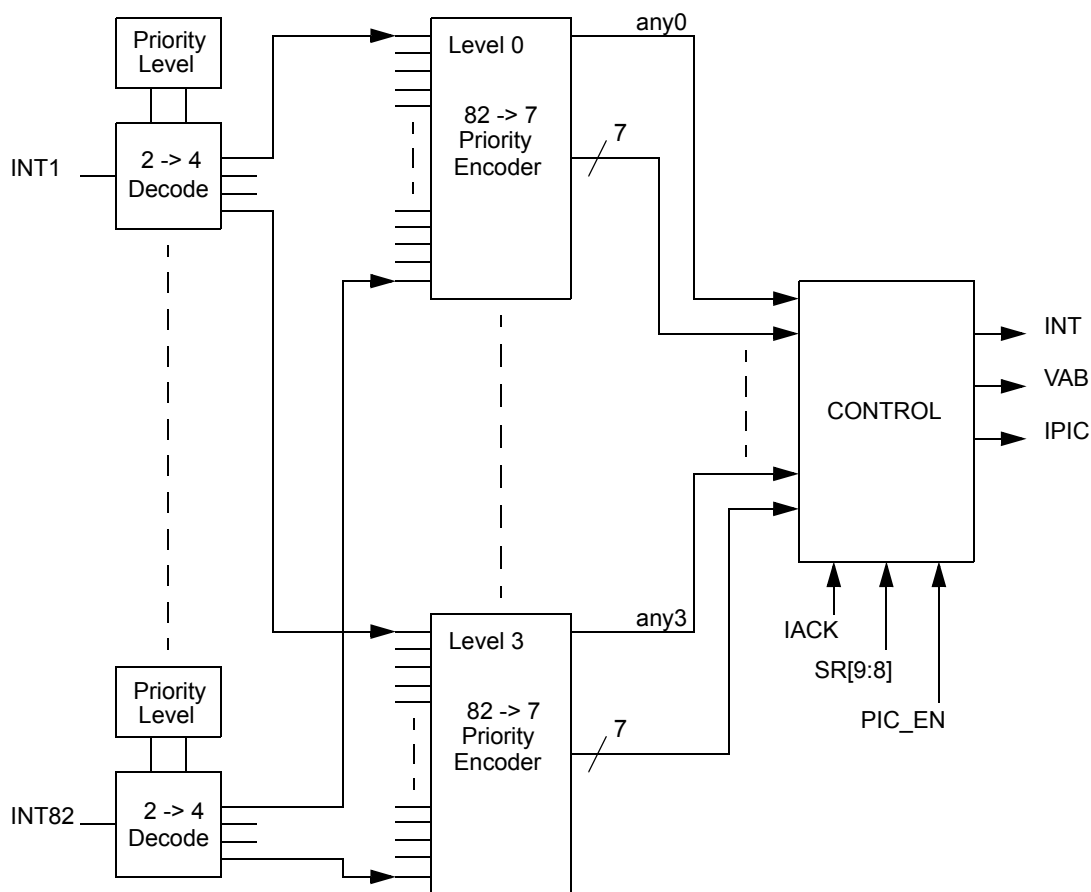 Priority
Level
2 -> 4
Decode
INT1
Level 0
82 -> 7
Priority
Encoder
any0
7
CONTROL
INT
VAB
IPIC
IACK
SR[9:8]
PIC_EN
Priority
Level
2 -> 4
Decode
INT82
Level 3
82 -> 7
Priority
Encoder
any3
7